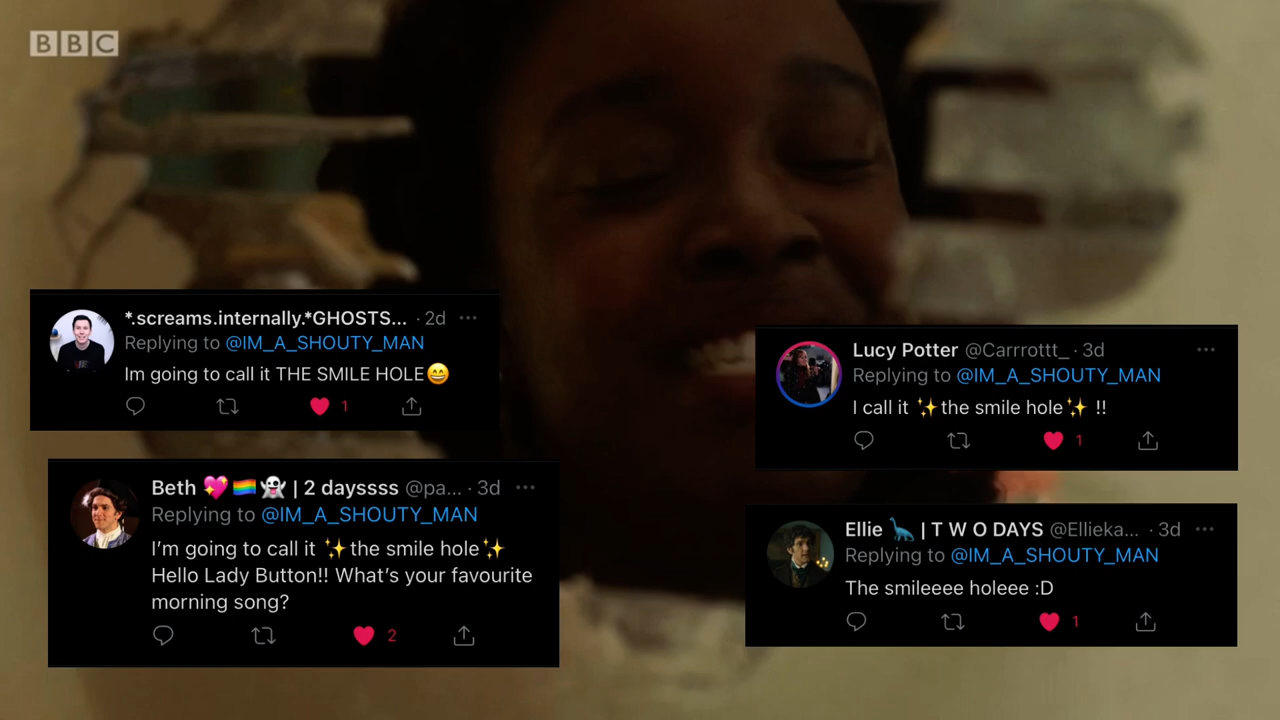 BBC
*.screams.internally.*GHOSTS... · 2d
Replying to @IM_A_SHOUTY_MAN
Im going to call it THE SMILE HOLE😄
1
Beth 💖🏳️‍🌈👻 | 2 dayssss @pa... · 3d
Replying to @IM_A_SHOUTY_MAN
I’m going to call it ✨the smile hole✨
Hello Lady Button!! What’s your favourite
morning song?
2
Lucy Potter @Carrrottt_ · 3d
Replying to @IM_A_SHOUTY_MAN
I call it ✨the smile hole✨ !!
1
Ellie 🦕 | T W O DAYS @Ellieka... · 3d
Replying to @IM_A_SHOUTY_MAN
The smileeee holeee :D
1